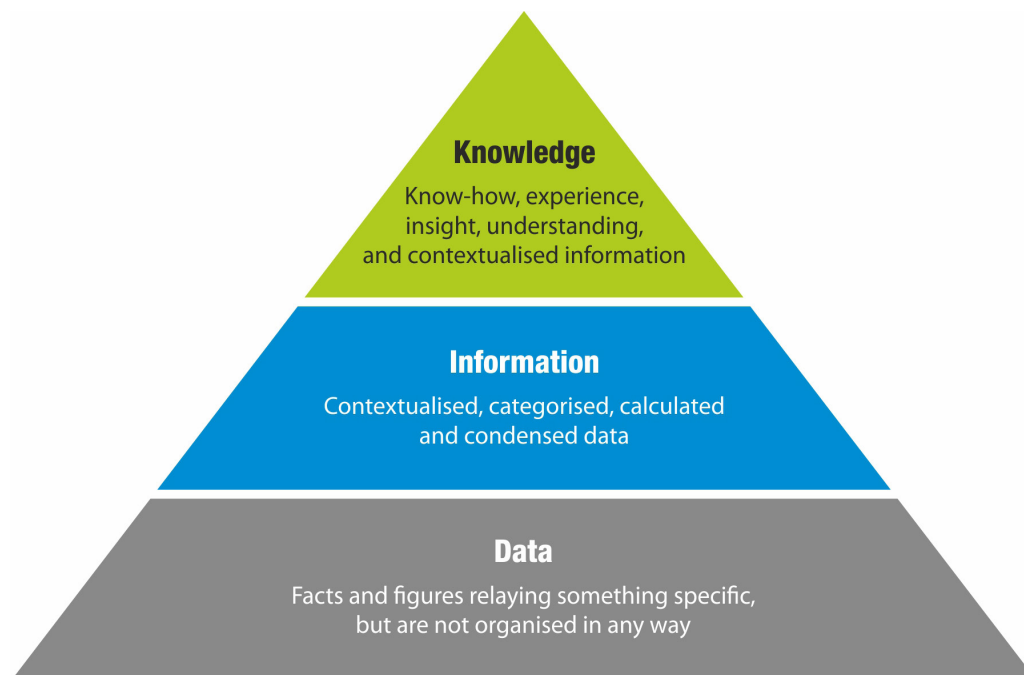 Knowledge
Know-how, experience,
insight, understanding,
and contextualised information
Information
Contextualised, categorised, calculated
and condensed data
Data
Facts and figures relaying something specific,
but are not organised in any way